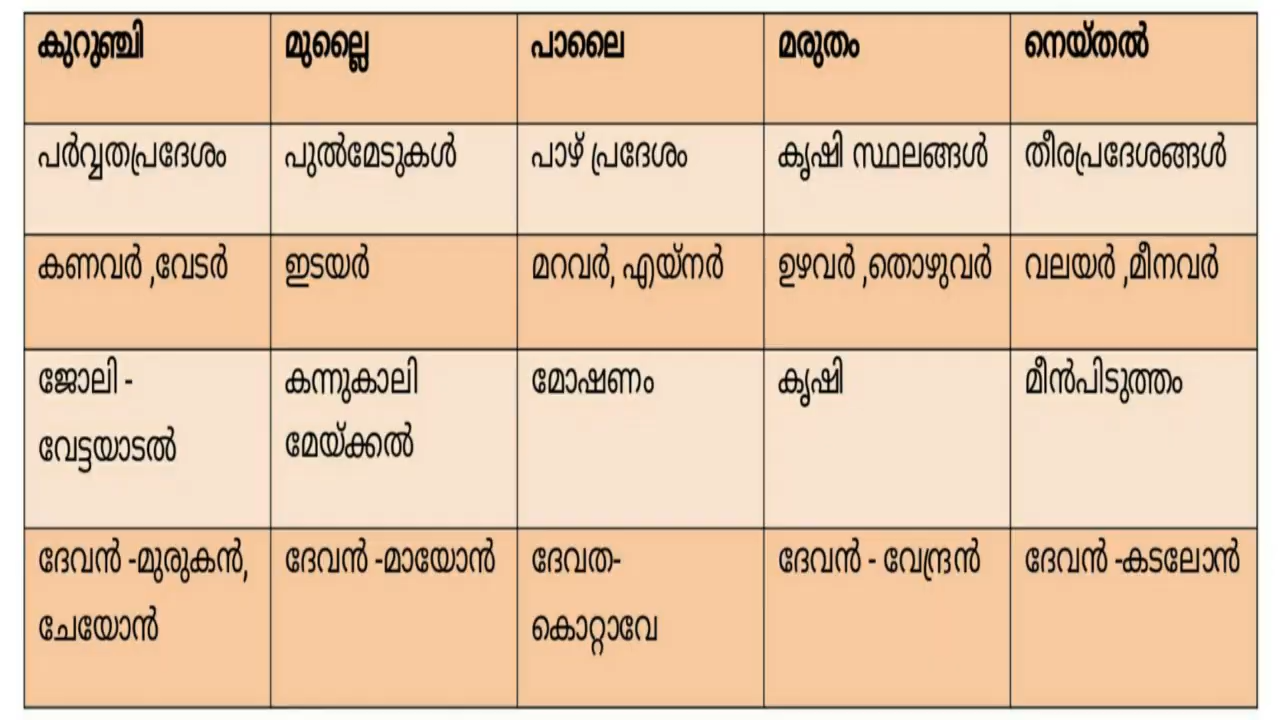 കുറുഞ്ചി മുല്ലൈ പാലൈ മരുതം നെയ്തൽ
പർവ്വതപ്രദേശം പുൽമേടുകൾ പാഴ് പ്രദേശം കൃഷി സ്ഥലങ്ങൾ തീരപ്രദേശങ്ങൾ
കണവർ ,വേടർ ഇടയർ മറവർ, എയ്നർ ഉഴവർ ,തൊഴുവർ വലയർ ,മീനവർ
ജോലി - കന്നുകാലി മോഷണം കൃഷി മീൻപിടുത്തം
വേട്ടയാടൽ മേയ്ക്കൽ
ദേവൻ -മുരുകൻ, ദേവൻ -മായോൻ ദേവത- ദേവൻ - വേന്ദ്രൻ ദേവൻ -കടലോൻ
ചേയോൻ കൊറ്റാവേ